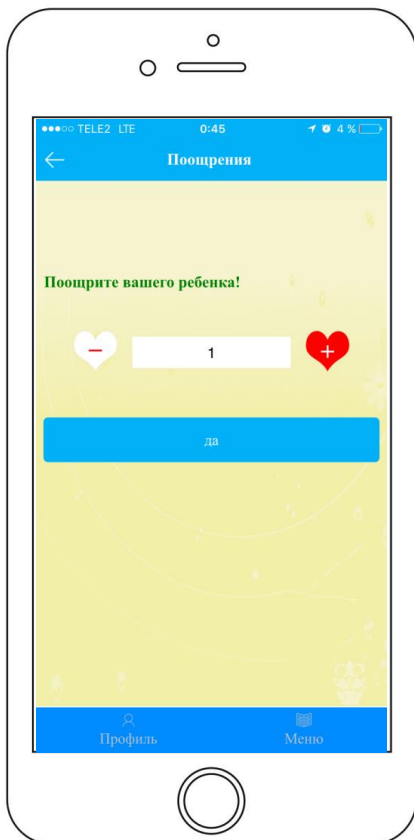 TELE2 LTE 0:45 4 %
Поощрения
Поощрите вашего ребенка!
− 1 +
да
Профиль Меню